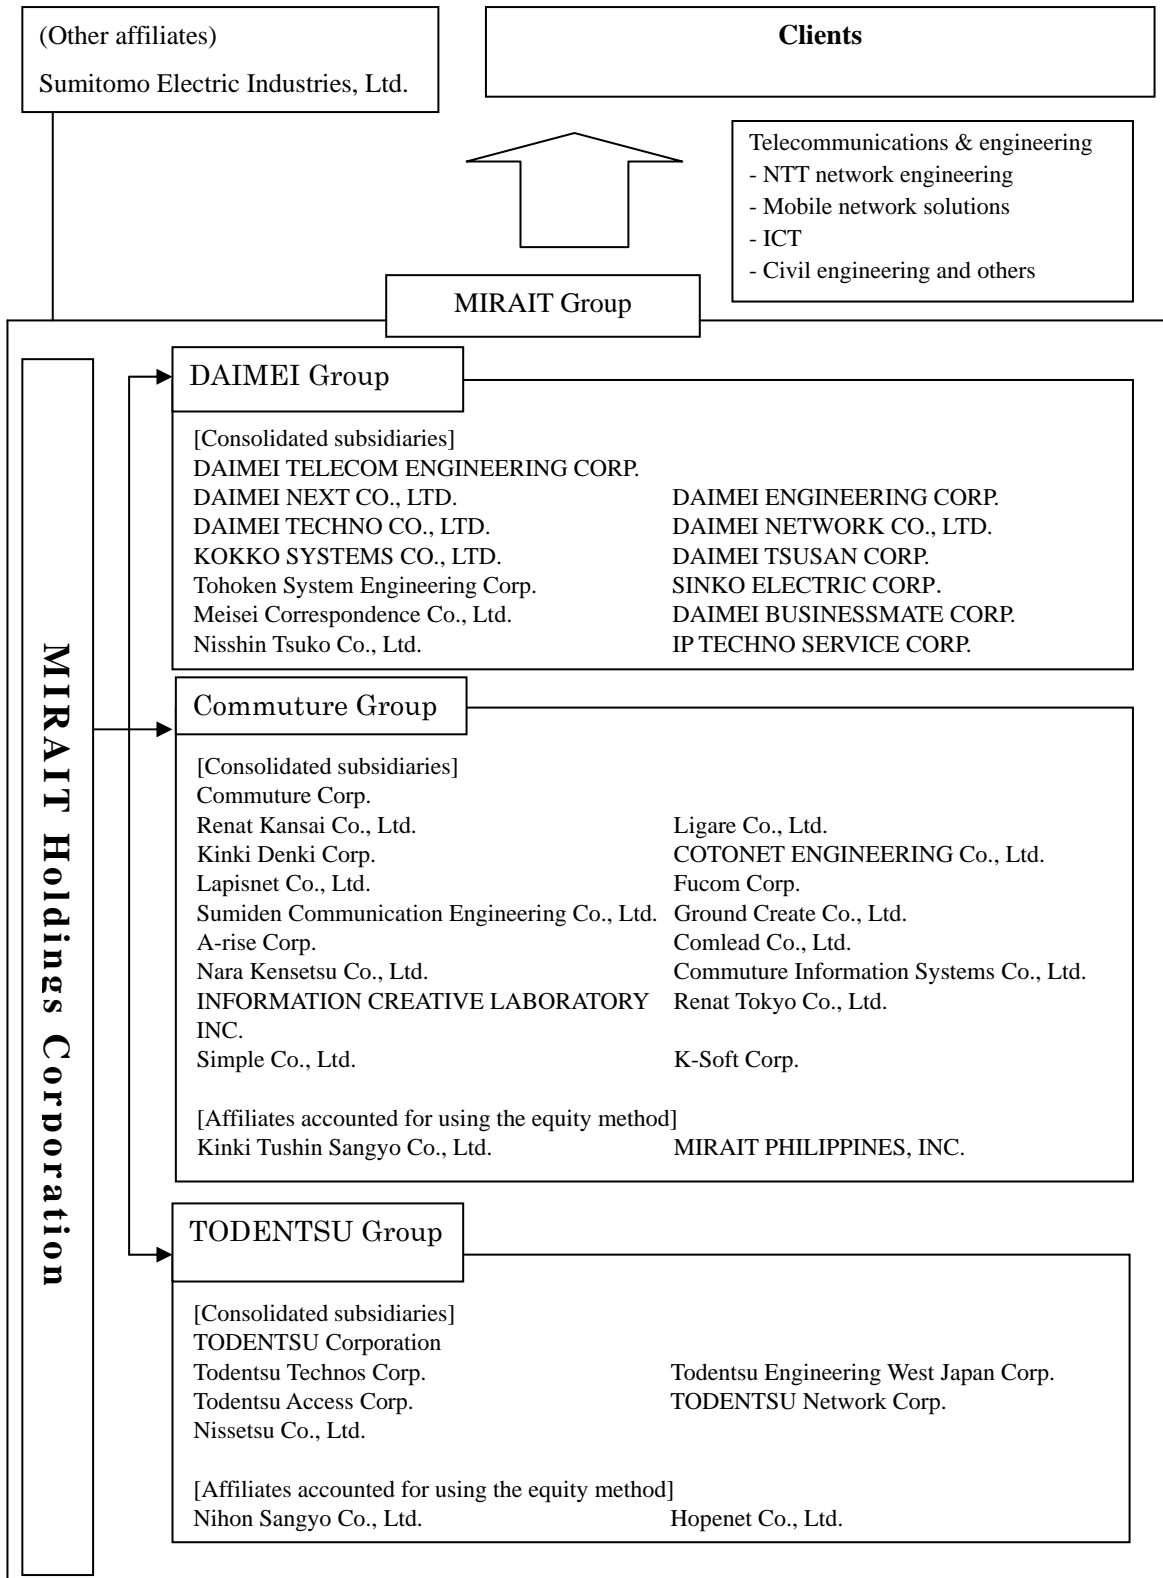 (Other affiliates)
Sumitomo Electric Industries, Ltd.
Clients
Telecommunications & engineering
- NTT network engineering
- Mobile network solutions
- ICT
- Civil engineering and others
MIRAIT Group
MIRAIT Holdings Corporation
DAIMEI Group
[Consolidated subsidiaries]
DAIMEI TELECOM ENGINEERING CORP.
DAIMEI NEXT CO., LTD. DAIMEI ENGINEERING CORP.
DAIMEI TECHNO CO., LTD. DAIMEI NETWORK CO., LTD.
KOKKO SYSTEMS CO., LTD. DAIMEI TSUSAN CORP.
Tohoken System Engineering Corp. SINKO ELECTRIC CORP.
Meisei Correspondence Co., Ltd. DAIMEI BUSINESSMATE CORP.
Nisshin Tsuko Co., Ltd. IP TECHNO SERVICE CORP.
Commuture Group
[Consolidated subsidiaries]
Commuture Corp.
Renat Kansai Co., Ltd. Ligare Co., Ltd.
Kinki Denki Corp. COTONET ENGINEERING Co., Ltd.
Lapisnet Co., Ltd. Fucom Corp.
Sumiden Communication Engineering Co., Ltd. Ground Create Co., Ltd.
A-rise Corp. Comlead Co., Ltd.
Nara Kensetsu Co., Ltd. Commuture Information Systems Co., Ltd.
INFORMATION CREATIVE LABORATORY Renat Tokyo Co., Ltd.
INC.
Simple Co., Ltd. K-Soft Corp.
[Affiliates accounted for using the equity method]
Kinki Tushin Sangyo Co., Ltd. MIRAIT PHILIPPINES, INC.
TODENTSU Group
[Consolidated subsidiaries]
TODENTSU Corporation
Todentsu Technos Corp. Todentsu Engineering West Japan Corp.
Todentsu Access Corp. TODENTSU Network Corp.
Nissetsu Co., Ltd.
[Affiliates accounted for using the equity method]
Nihon Sangyo Co., Ltd. Hopenet Co., Ltd.